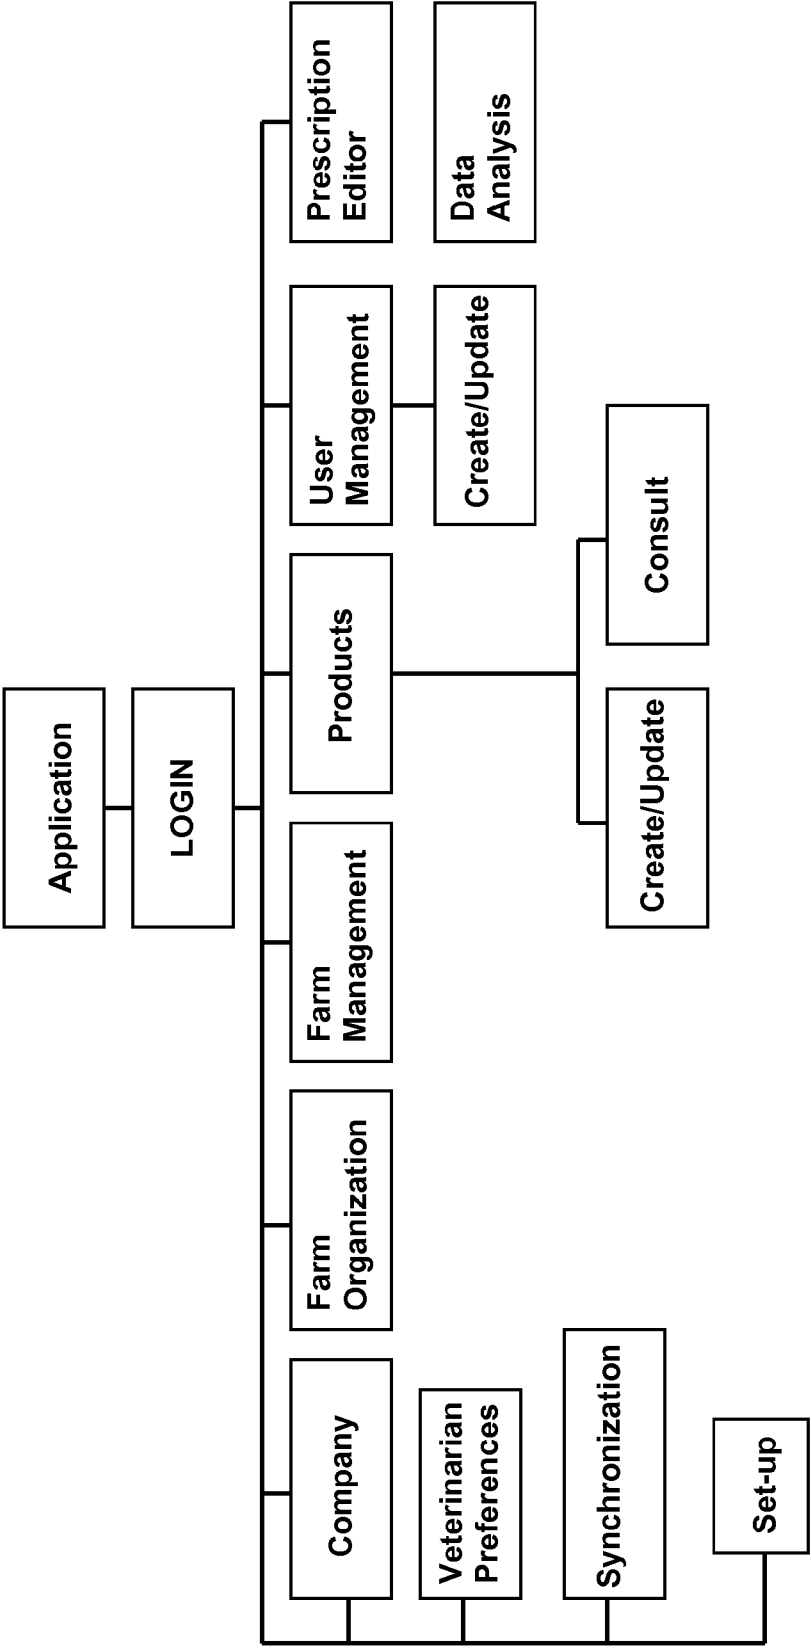 Application
LOGIN
Company
Farm
Organization
Farm
Management
Products
User
Management
Prescription
Editor
Veterinarian
Preferences
Create/Update
Data
Analysis
Synchronization
Create/Update
Consult
Set-up